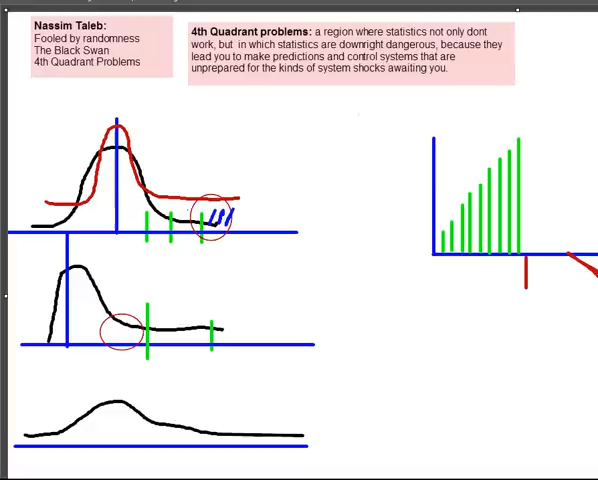 Nassim Taleb:
Fooled by randomness
The Black Swan
4th Quadrant Problems
4th Quadrant problems: a region where statistics not only dont
work, but in which statistics are downright dangerous, because they
lead you to make predictions and control systems that are
unprepared for the kinds of system shocks awaiting you.